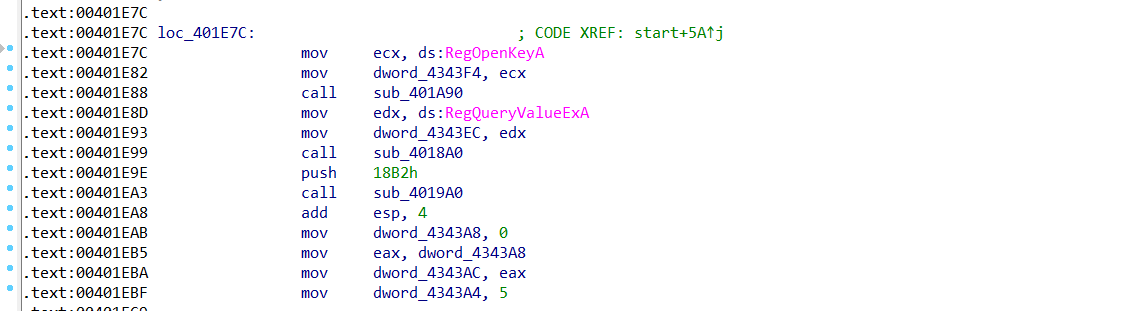 .text:00401E7C
.text:00401E7C loc_401E7C: ; CODE XREF: start+5A↑j
.text:00401E7C mov ecx, ds:RegOpenKeyA
.text:00401E82 mov dword_4343F4, ecx
.text:00401E88 call sub_401A90
.text:00401E8D mov edx, ds:RegQueryValueExA
.text:00401E93 mov dword_4343EC, edx
.text:00401E99 call sub_4018A0
.text:00401E9E push 18B2h
.text:00401EA3 call sub_4019A0
.text:00401EA8 add esp, 4
.text:00401EAB mov dword_4343A8, 0
.text:00401EB5 mov eax, dword_4343A8
.text:00401EBA mov dword_4343AC, eax
.text:00401EBF mov dword_4343A4, 5